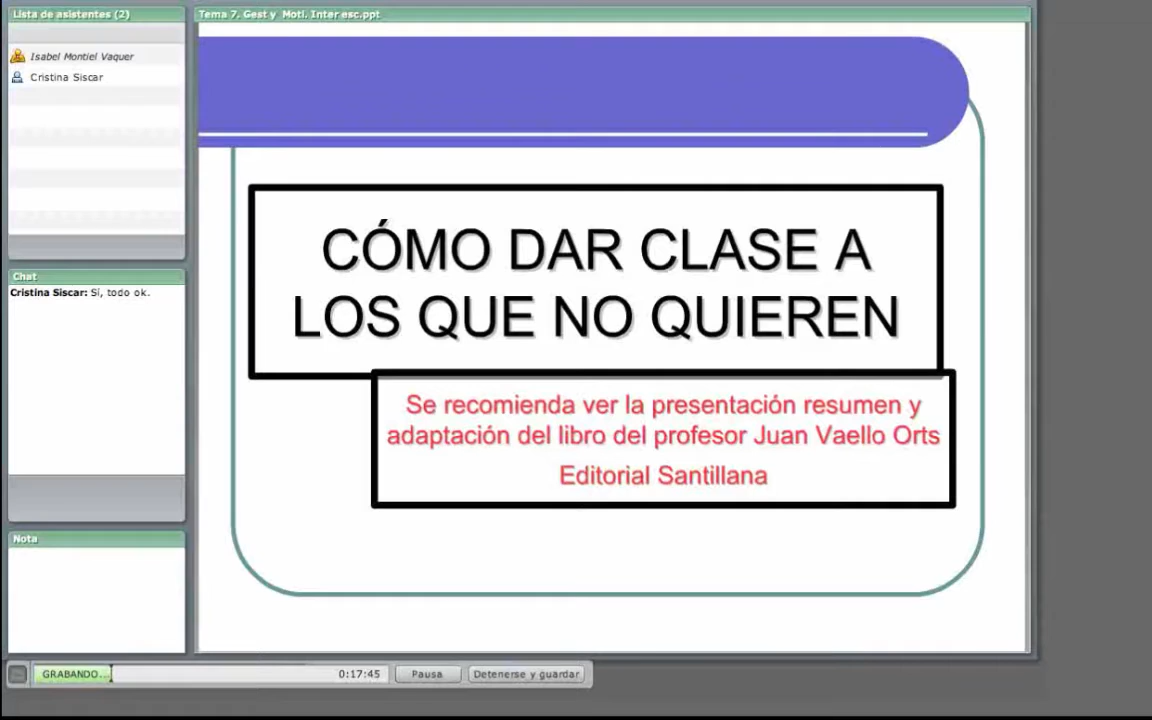 Lista de asistentes (2)
Isabel Montiel Vaquer
Cristina Siscar
Chat
Cristina Siscar: Sí, todo ok.
Nota
Tema 7. Gest y Moti. Inter esc.ppt
CÓMO DAR CLASE A
LOS QUE NO QUIEREN
Se recomienda ver la presentación resumen y
adaptación del libro del profesor Juan Vaello Orts
Editorial Santillana
GRABANDO... 0:17:45 Pausa Detenerse y guardar